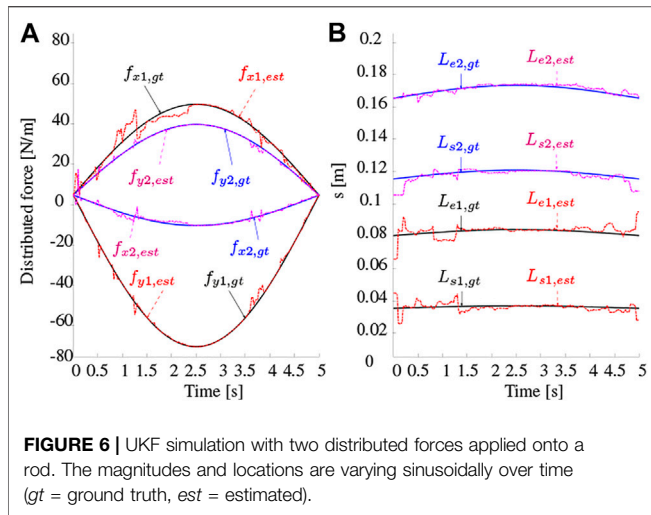 A
80
60
40
20
0
-20
-40
-60
-80
Distributed force [N/m]
f_{x1,gt}
f_{x1,est}
f_{y2,est}
f_{y2,gt}
f_{x2,est}
f_{x2,gt}
f_{y1,est}
f_{y1,gt}
0 0.5 1 1.5 2 2.5 3 3.5 4 4.5 5
Time [s]
B
0.2
0.16
0.12
0.1
0.08
0.06
0.04
0.02
0
s [m]
L_{e2,gt}
L_{e2,est}
L_{s2,gt}
L_{s2,est}
L_{e1,gt}
L_{e1,est}
L_{s1,gt}
L_{s1,est}
0 0.5 1 1.5 2 2.5 3 3.5 4 4.5 5
Time [s]
FIGURE 6 | UKF simulation with two distributed forces applied onto a
rod. The magnitudes and locations are varying sinusoidally over time
(gt = ground truth, est = estimated).